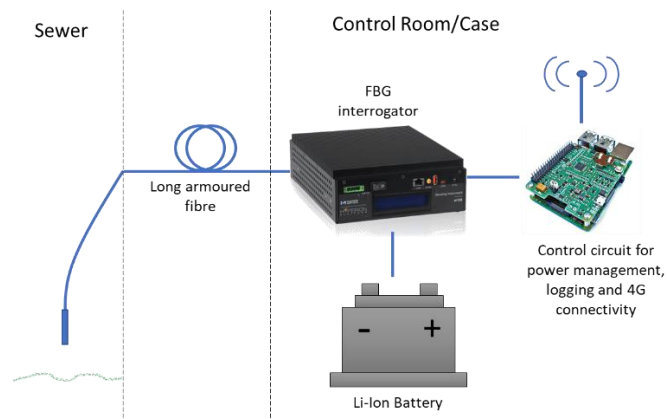 Sewer
Control Room/Case
FBG
interrogator
Long armoured
fibre
Control circuit for
power management,
logging and 4G
connectivity
- +
Li-Ion Battery